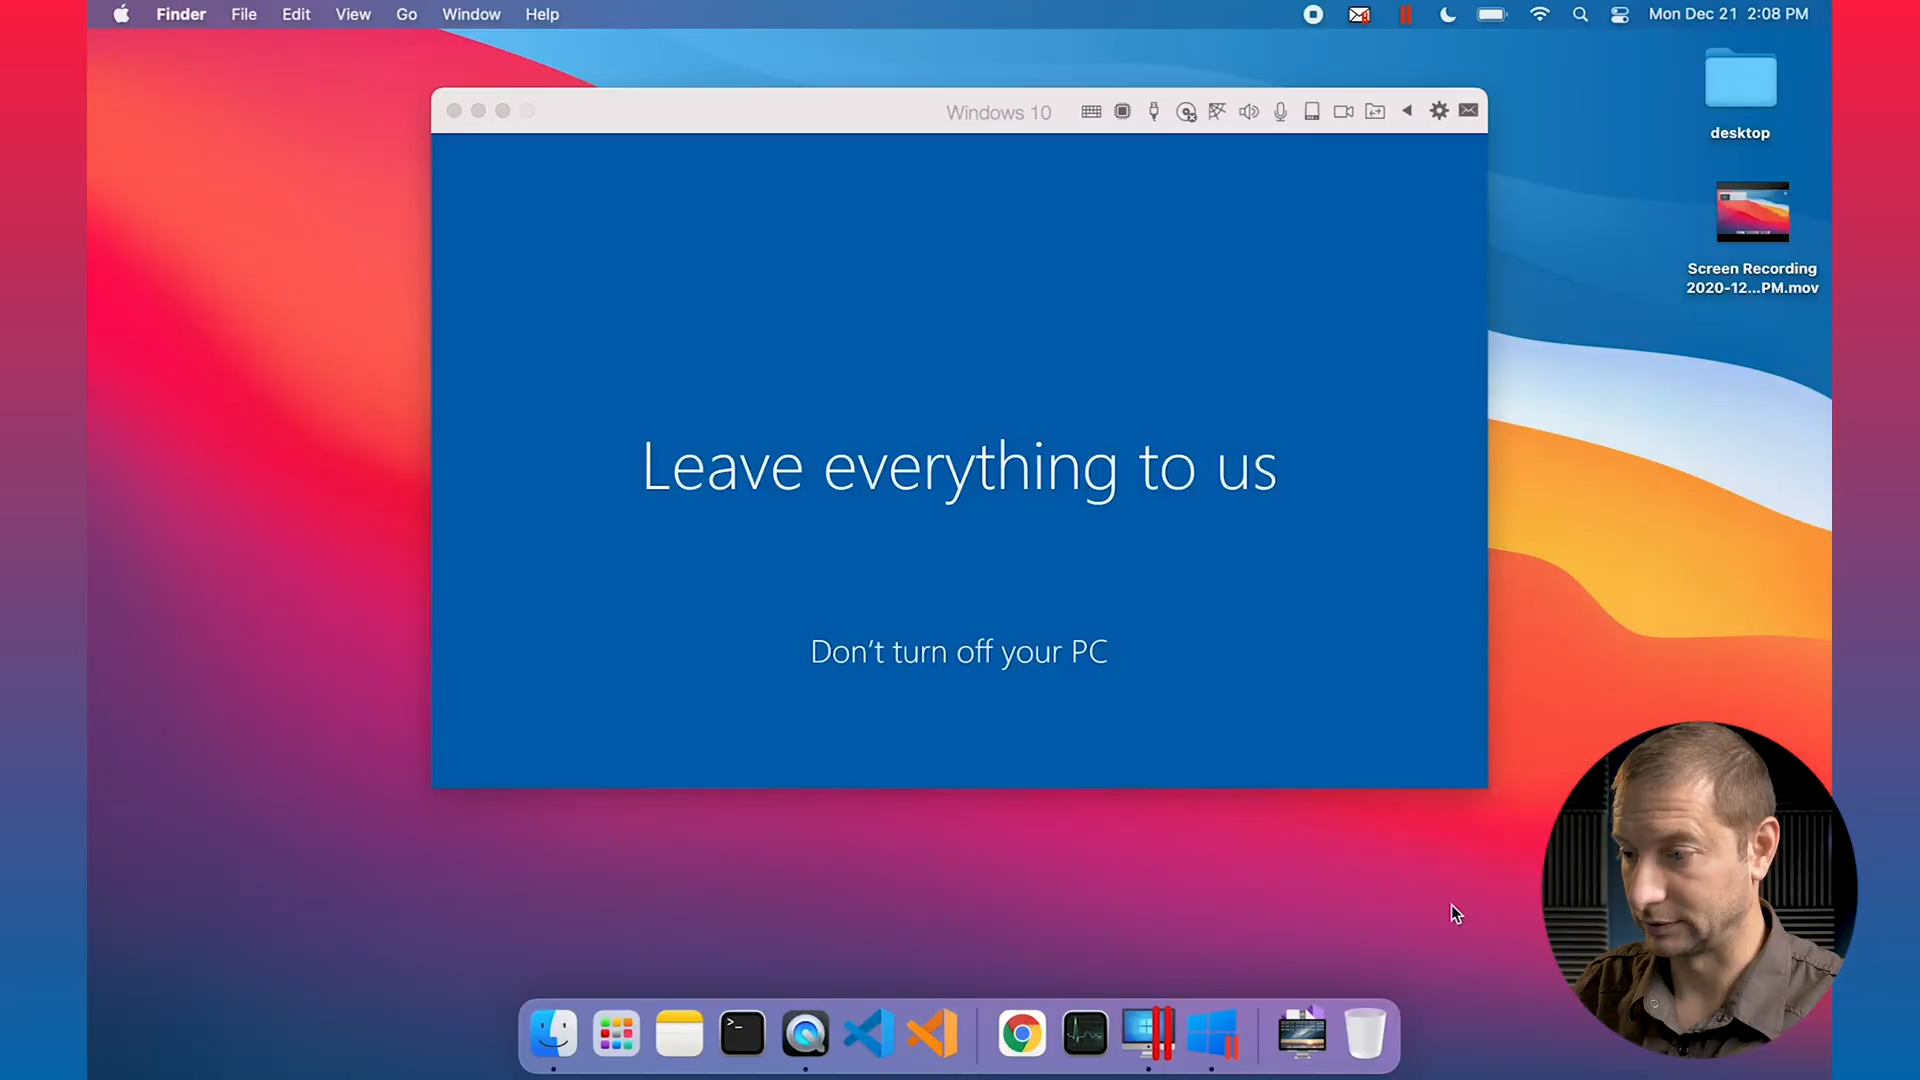 Finder File Edit View Go Window Help Mon Dec 21 2:08 PM
Windows 10
desktop
Screen Recording
2020-12...PM.mov
Leave everything to us
Don't turn off your PC